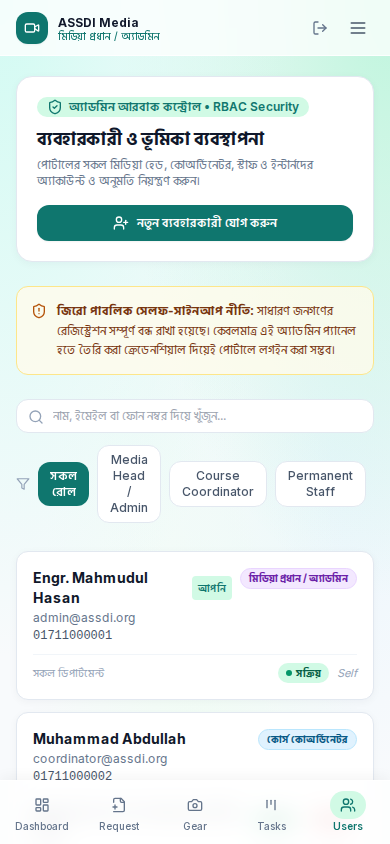 ASSDI Media
মিডিয়া প্রধান / অ্যাডমিন
অ্যাডমিন আরবাক কন্ট্রোল • RBAC Security
ব্যবহারকারী ও ভূমিকা ব্যবস্থাপনা
পোর্টালের সকল মিডিয়া হেড, কোঅর্ডিনেটর, স্টাফ ও ইন্টার্নদের
অ্যাকাউন্ট ও অনুমতি নিয়ন্ত্রণ করুন।
নতুন ব্যবহারকারী যোগ করুন
জিরো পাবলিক সেলফ-সাইনআপ নীতি: সাধারণ জনগণের
রেজিস্ট্রেশন সম্পূর্ণ বন্ধ রাখা হয়েছে। কেবলমাত্র এই অ্যাডমিন প্যানেল
হতে তৈরি করা ক্রেডেনশিয়াল দিয়েই পোর্টালে লগইন করা সম্ভব।
নাম, ইমেইল বা ফোন নম্বর দিয়ে খুঁজুন...
সকল
রোল
Media
Head
/
Admin
Course
Coordinator
Permanent
Staff
Engr. Mahmudul
Hasan
আপনি
মিডিয়া প্রধান / অ্যাডমিন
admin@assdi.org
01711000001
সকল ডিপার্টমেন্ট
সক্রিয়
Self
Muhammad Abdullah
কোর্স কোঅর্ডিনেটর
coordinator@assdi.org
01711000002
Dashboard
Request
Gear
Tasks
Users